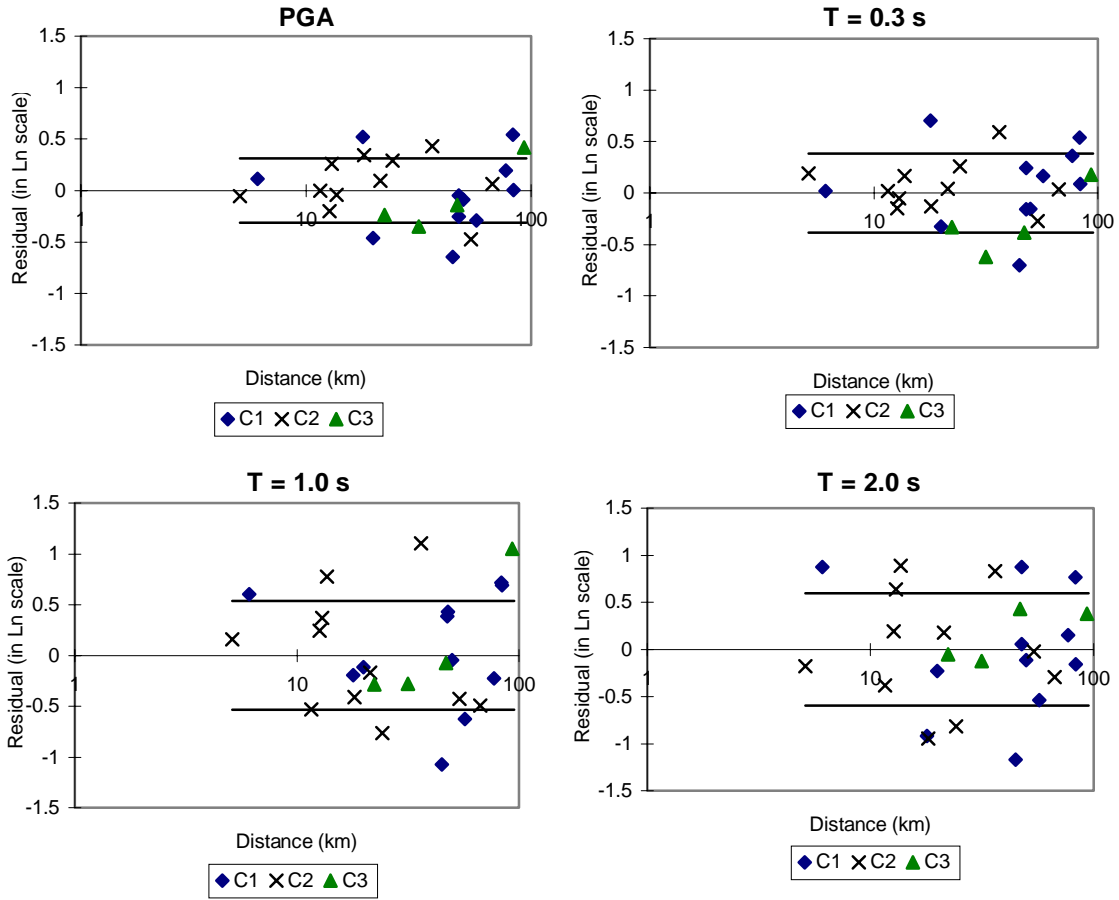 PGA
1.5
1
0.5
0
-0.5
-1
-1.5
1
10
100
Residual (in Ln scale)
Distance (km)
C1 C2 C3
T = 0.3 s
1.5
1
0.5
0
-0.5
-1
-1.5
1
10
100
Residual (in Ln scale)
Distance (km)
C1 C2 C3
T = 1.0 s
1.5
1
0.5
0
-0.5
-1
-1.5
1
10
100
Residual (in Ln scale)
Distance (km)
C1 C2 C3
T = 2.0 s
1.5
1
0.5
0
-0.5
-1
-1.5
1
10
100
Residual (in Ln scale)
Distance (km)
C1 C2 C3